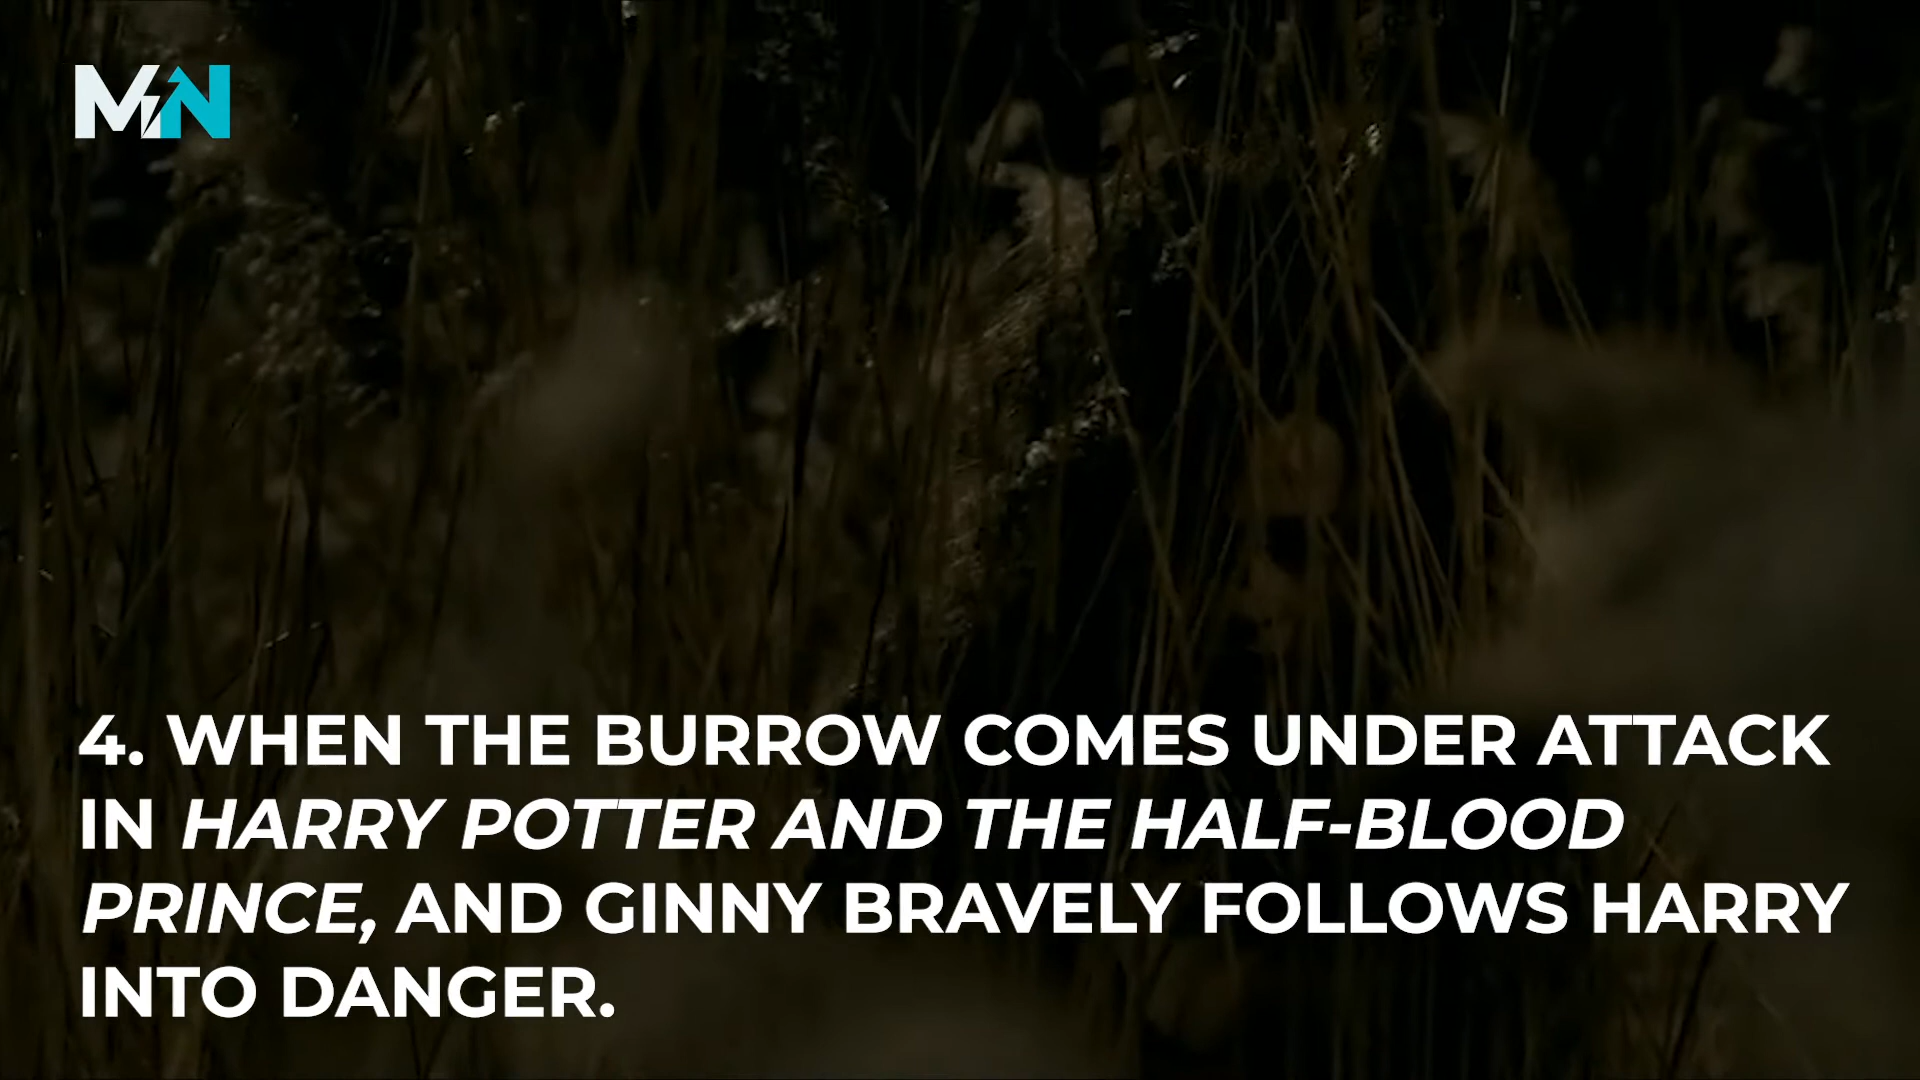 MN
4. WHEN THE BURROW COMES UNDER ATTACK
IN HARRY POTTER AND THE HALF-BLOOD
PRINCE, AND GINNY BRAVELY FOLLOWS HARRY
INTO DANGER.